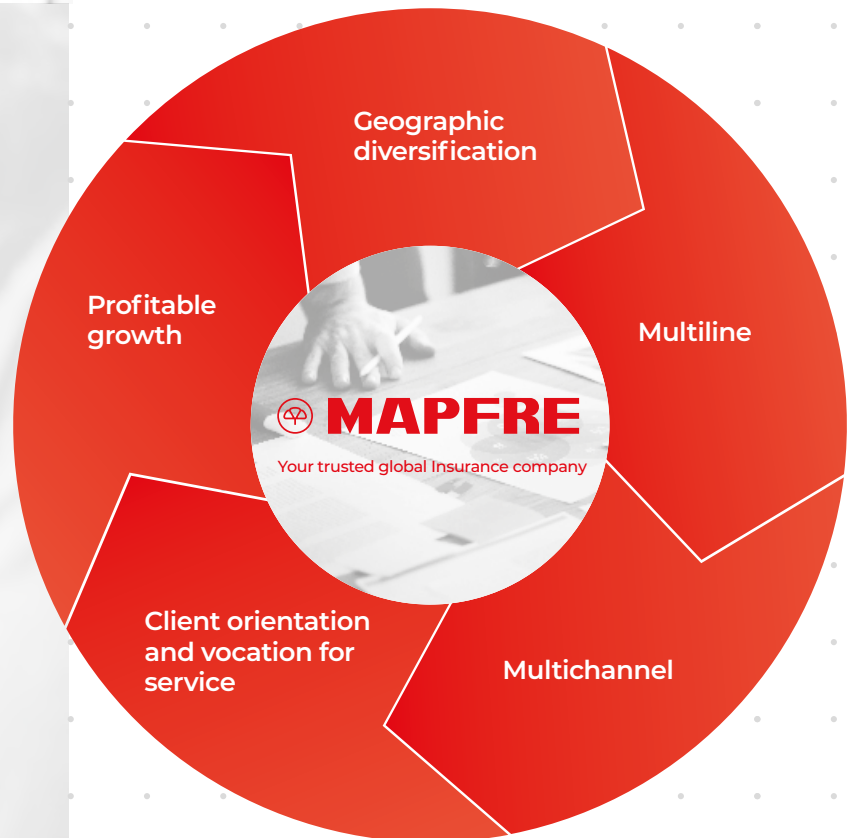 Geographic
diversification
Multiline
Multichannel
Client orientation
and vocation for
service
Profitable
growth
MAPFRE
Your trusted global Insurance company